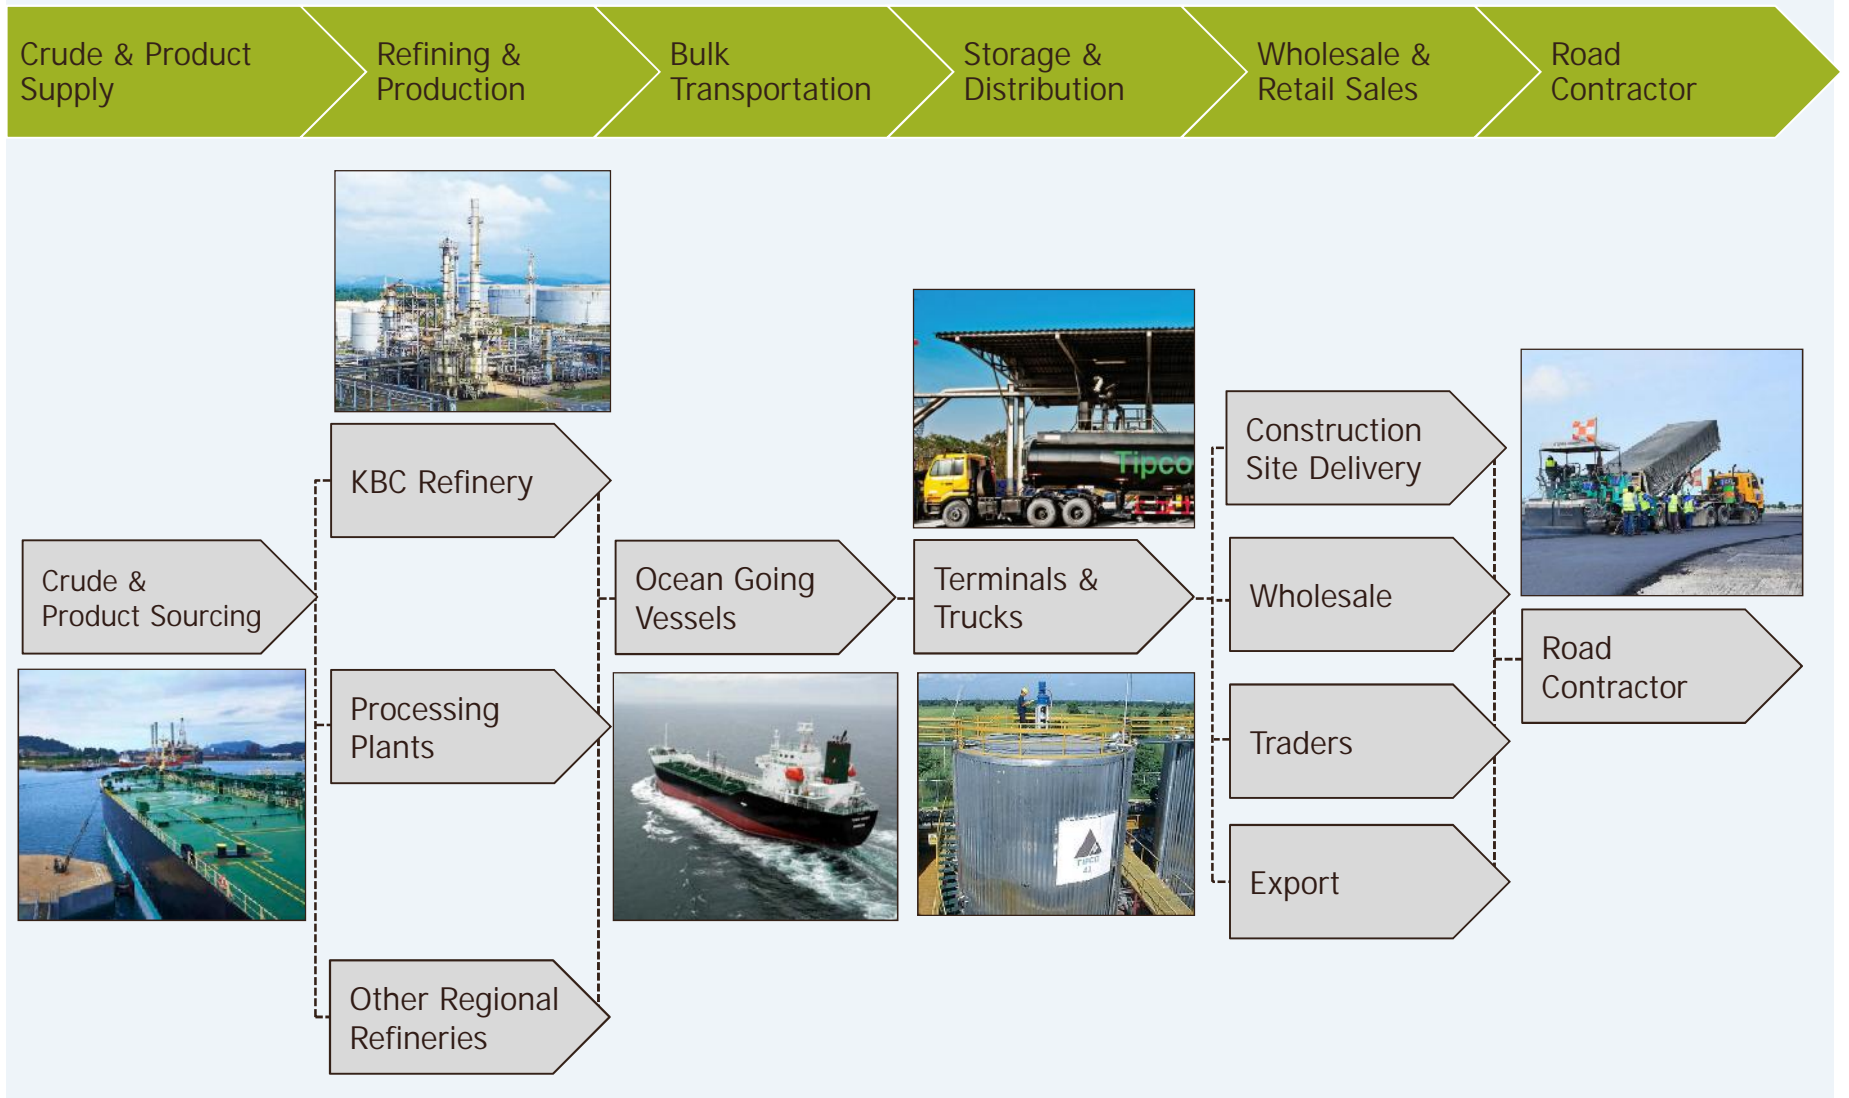 Crude & Product
Supply
Refining &
Production
Bulk
Transportation
Storage &
Distribution
Wholesale &
Retail Sales
Road
Contractor
Tipco
KBC Refinery
Construction
Site Delivery
Crude &
Product Sourcing
Ocean Going
Vessels
Terminals &
Trucks
Wholesale
Road
Contractor
Processing
Plants
Traders
TIPCO
Export
Other Regional
Refineries